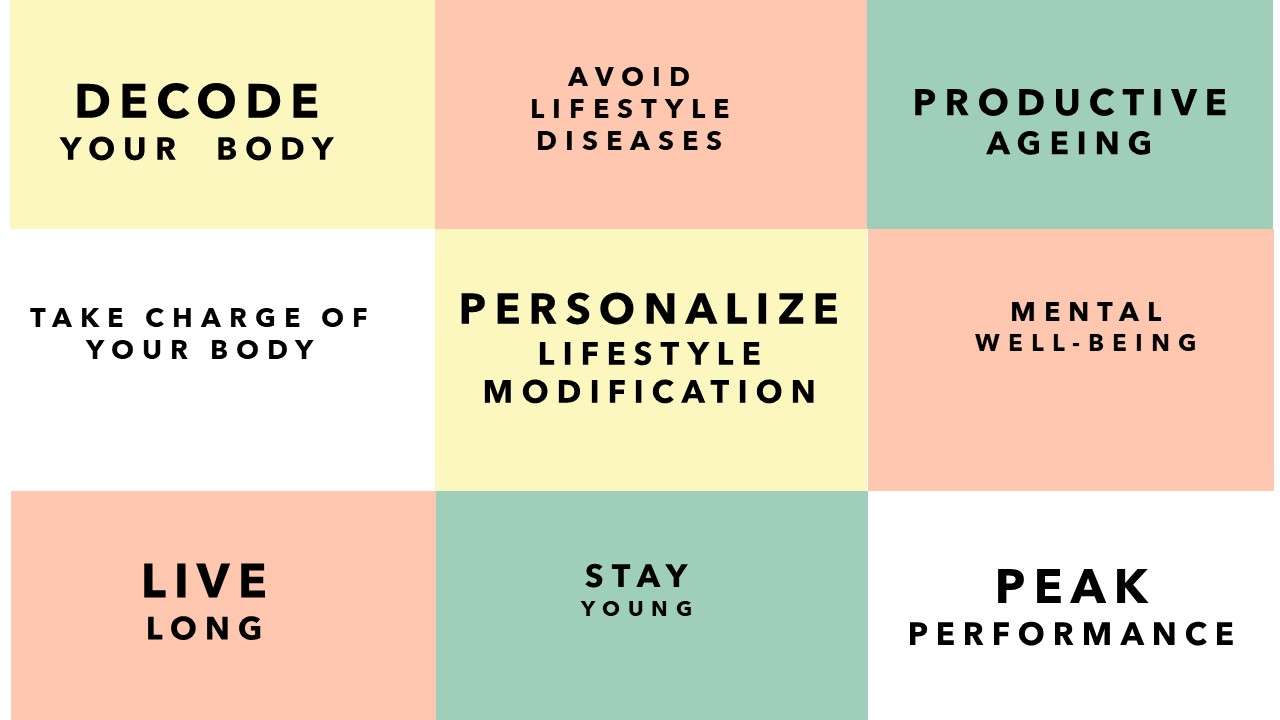 DECODE
YOUR BODY
AVOID
LIFESTYLE
DISEASES
PRODUCTIVE
AGEING
TAKE CHARGE OF
YOUR BODY
PERSONALIZE
LIFESTYLE
MODIFICATION
MENTAL
WELL-BEING
LIVE
LONG
STAY
YOUNG
PEAK
PERFORMANCE